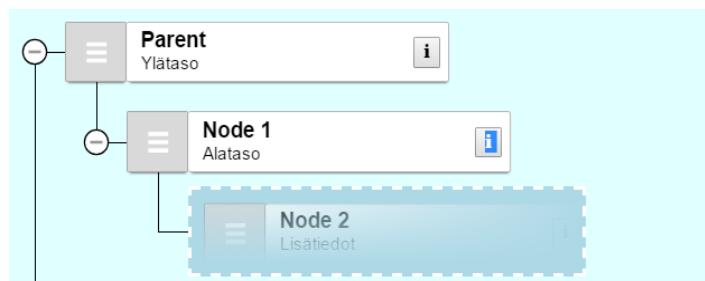 Parent
Ylätaso
i
Node 1
Alataso
i
Node 2
Lisätiedot
i